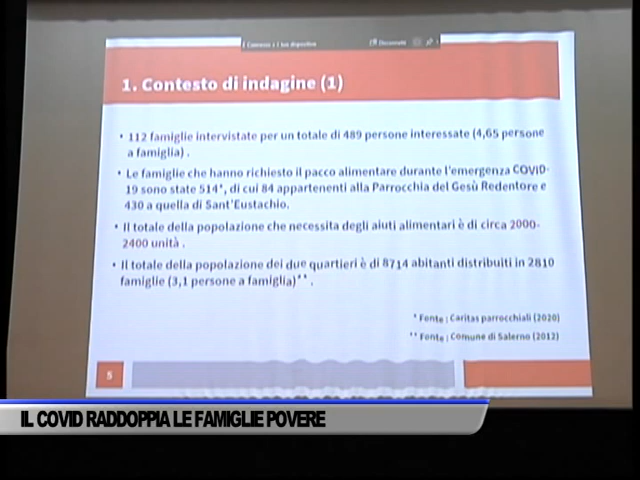 Connesso a 1 tuo dispositivo
Disconnetti
1. Contesto di indagine (1)
• 112 famiglie intervistate per un totale di 489 persone interessate (4,65 persone
a famiglia) .
• Le famiglie che hanno richiesto il pacco alimentare durante l'emergenza COVID-
19 sono state 514*, di cui 84 appartenenti alla Parrocchia del Gesù Redentore e
430 a quella di Sant'Eustachio.
• Il totale della popolazione che necessita degli aiuti alimentari è di circa 2000-
2400 unità .
• Il totale della popolazione dei due quartieri è di 8714 abitanti distribuiti in 2810
famiglie (3,1 persone a famiglia)** .
* Fonte : Caritas parrocchiali (2020)
** Fonte : Comune di Salerno (2012)
5
IL COVID RADDOPPIA LE FAMIGLIE POVERE